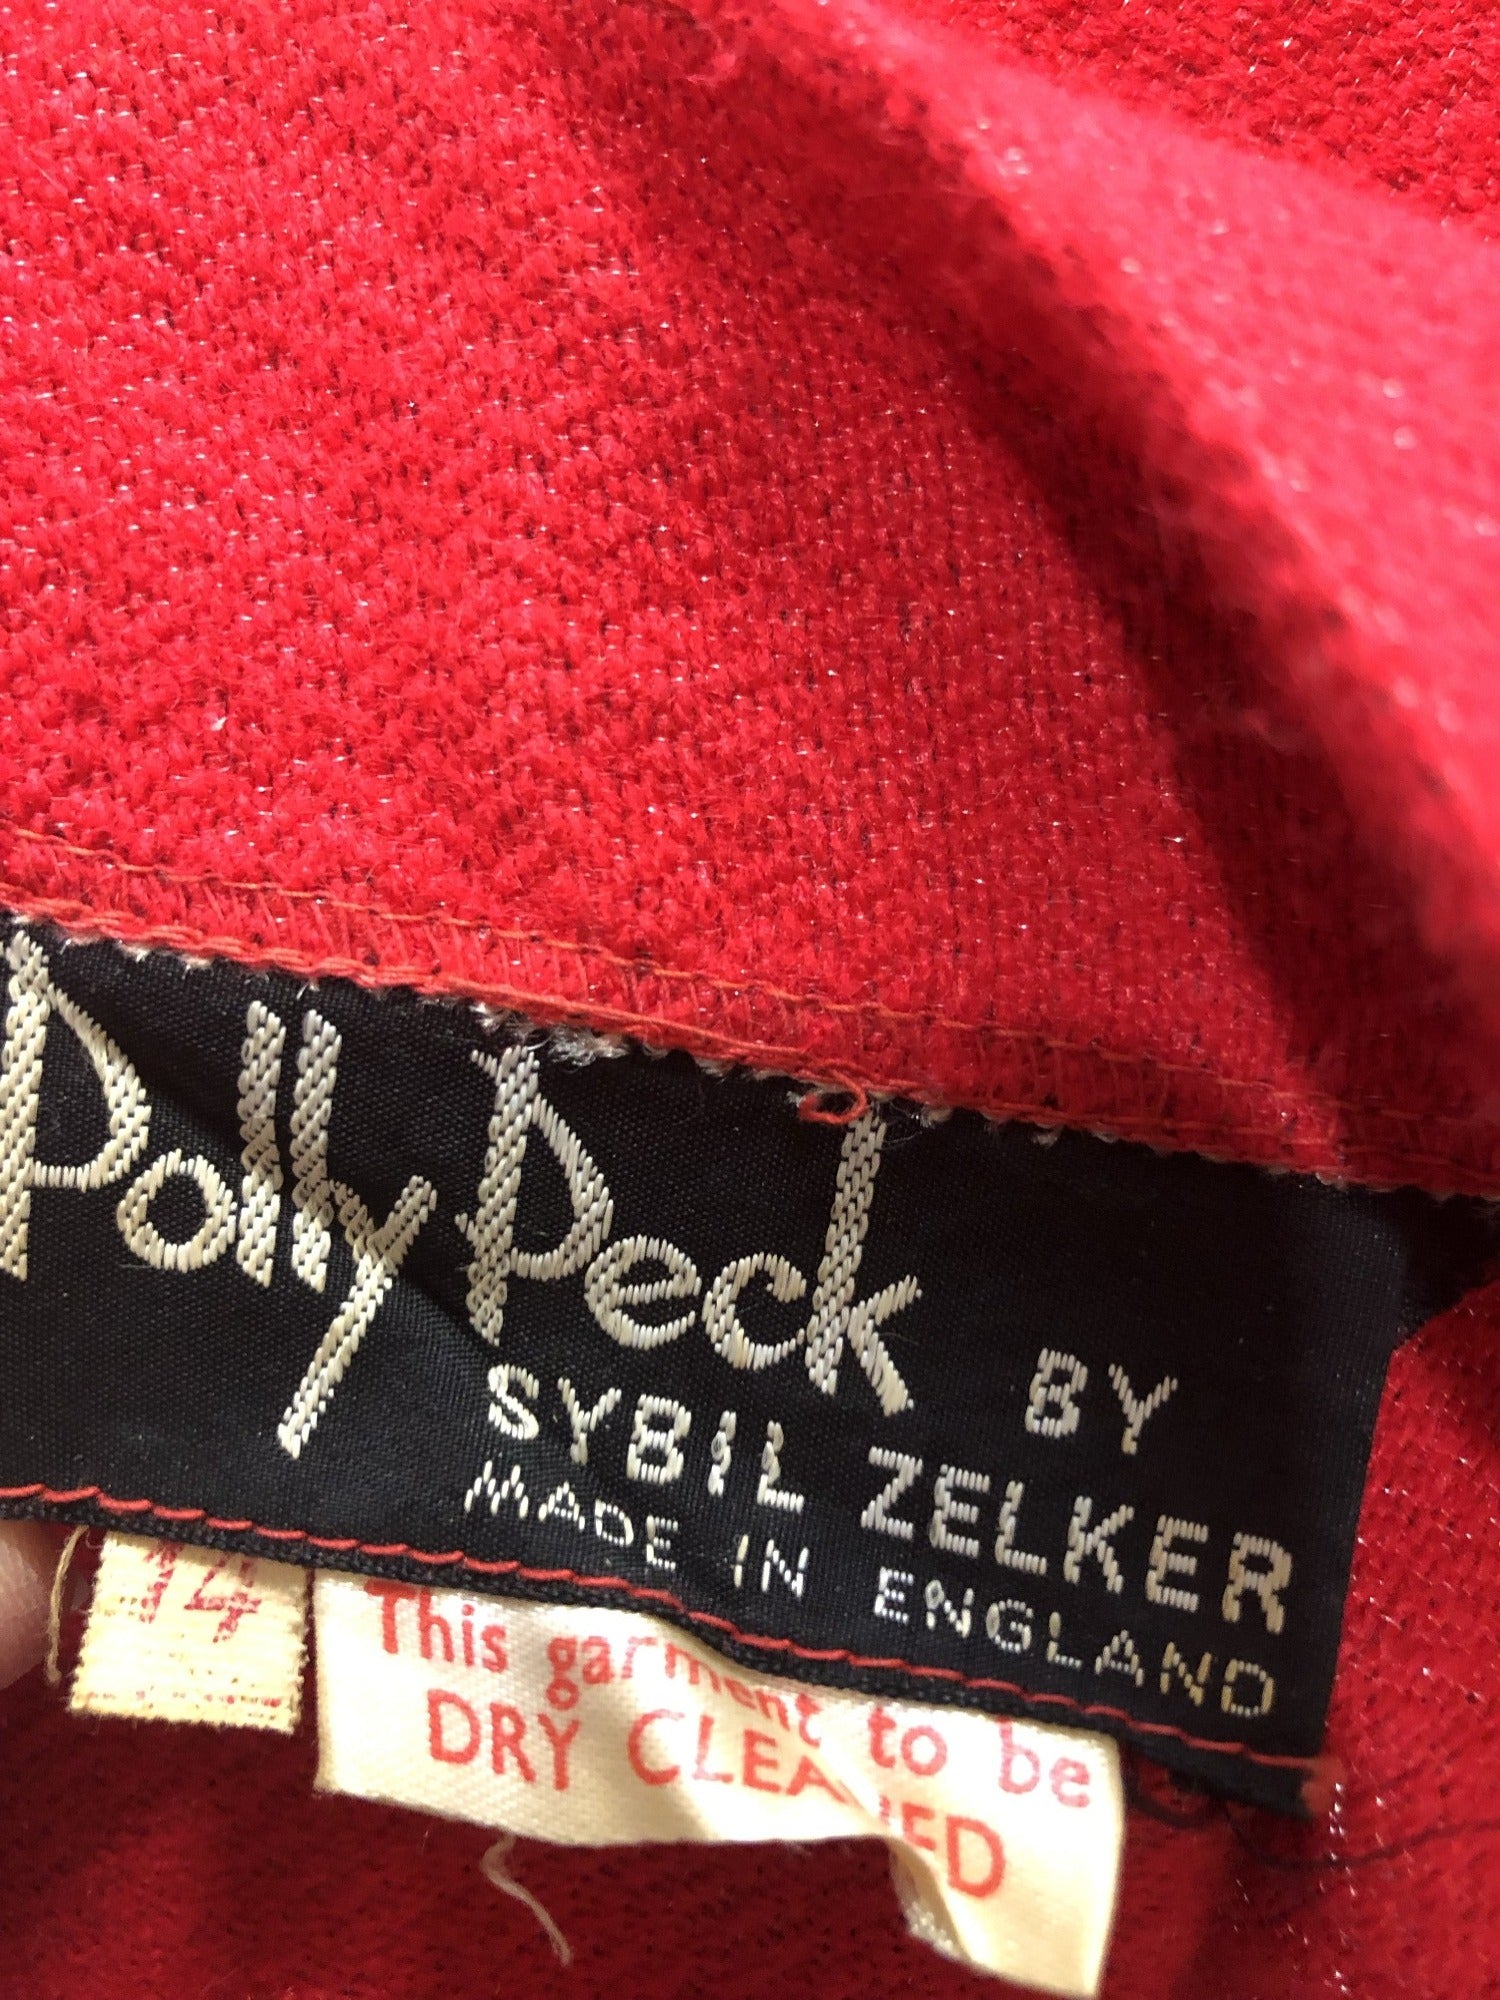 Polly Peck
BY
SYBIL ZELKER
MADE IN ENGLAND
14
This garment to be
DRY CLEANED